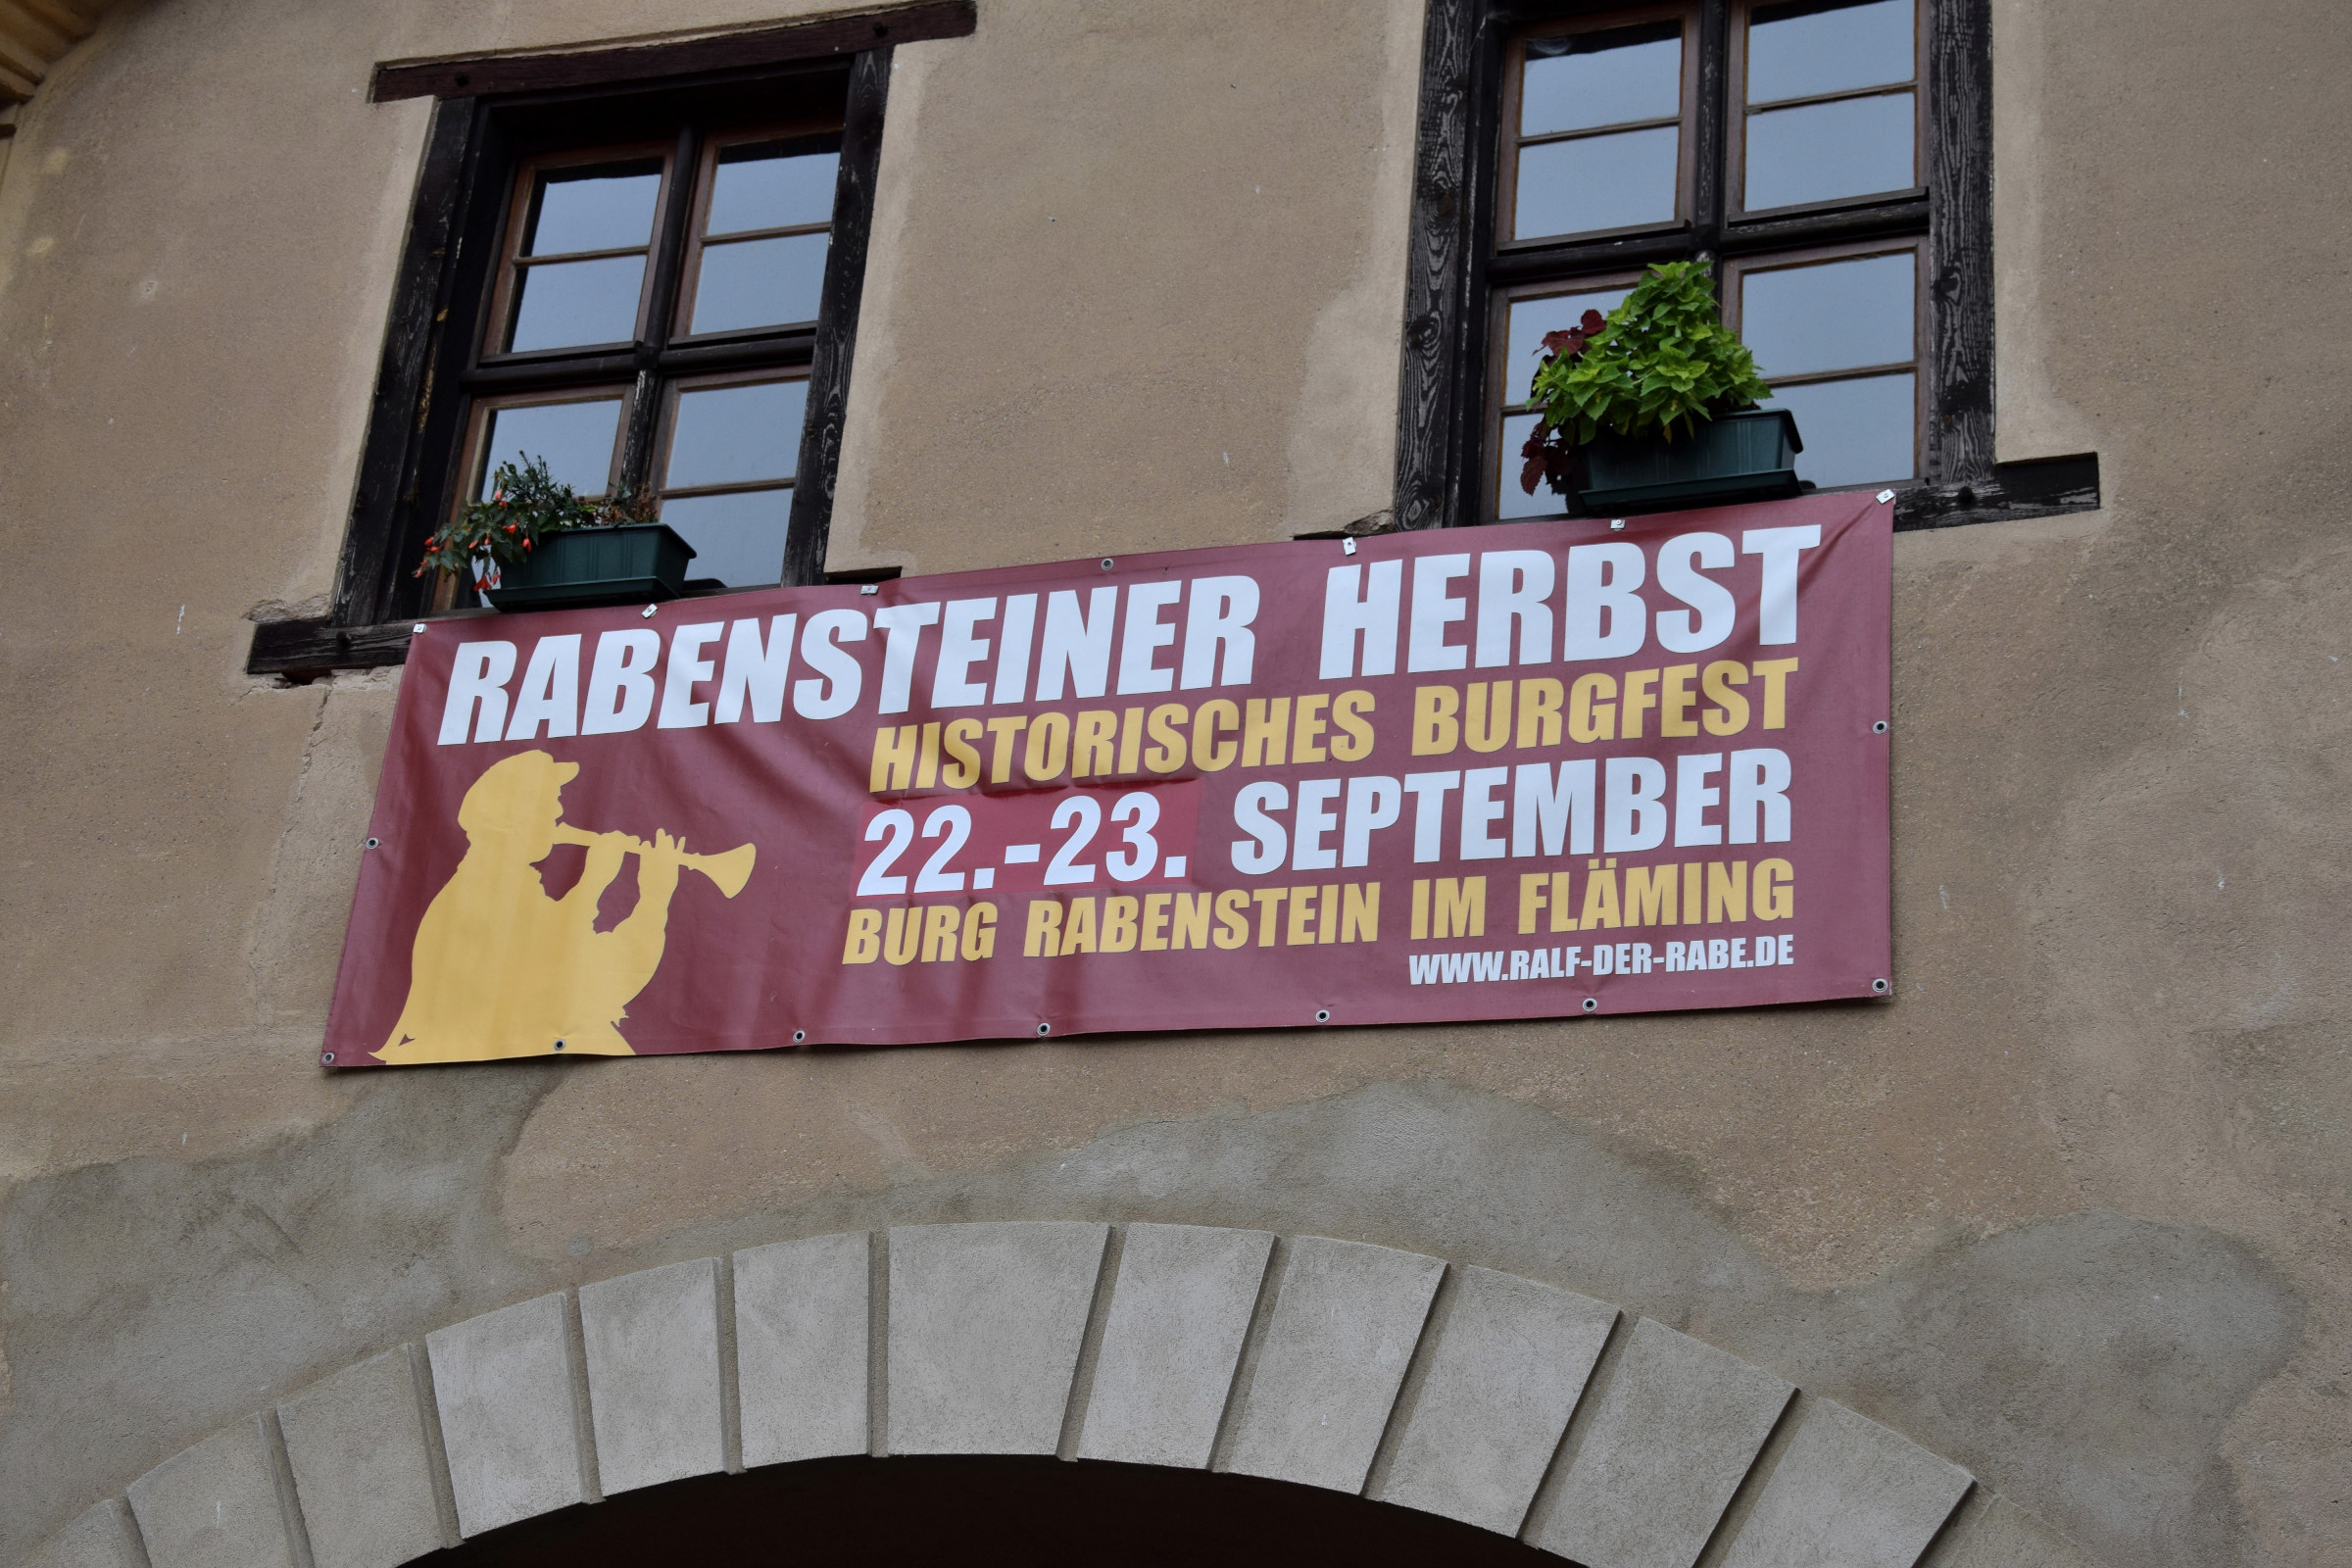 RABENSTEINER HERBST
HISTORISCHES BURGFEST
22.-23. SEPTEMBER
BURG RABENSTEIN IM FLÄMING
WWW.RALF-DER-RABE.DE